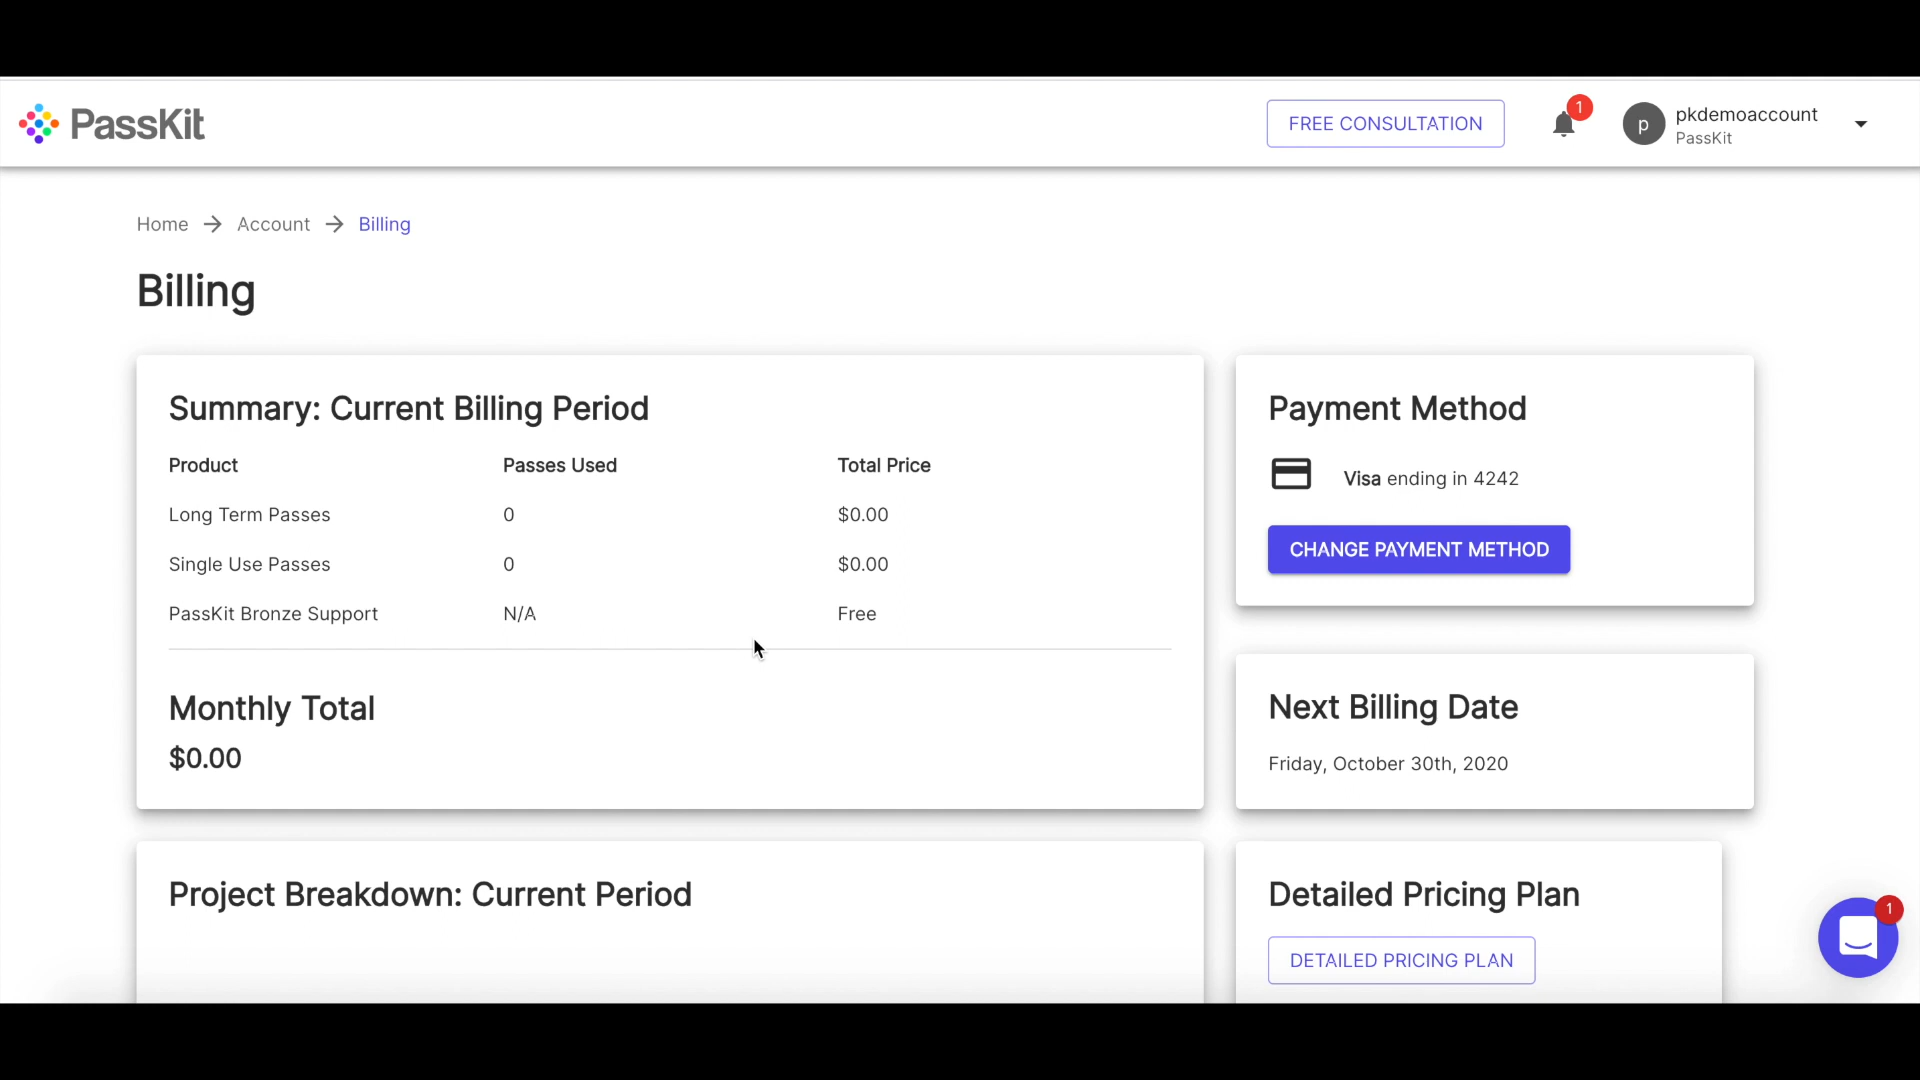 PassKit
FREE CONSULTATION
1
p
pkdemoaccount
PassKit
Home → Account → Billing
Billing
Summary: Current Billing Period
Product Passes Used Total Price
Long Term Passes 0 $0.00
Single Use Passes 0 $0.00
PassKit Bronze Support N/A Free
Monthly Total
$0.00
Payment Method
Visa ending in 4242
CHANGE PAYMENT METHOD
Next Billing Date
Friday, October 30th, 2020
Project Breakdown: Current Period
Detailed Pricing Plan
DETAILED PRICING PLAN
1